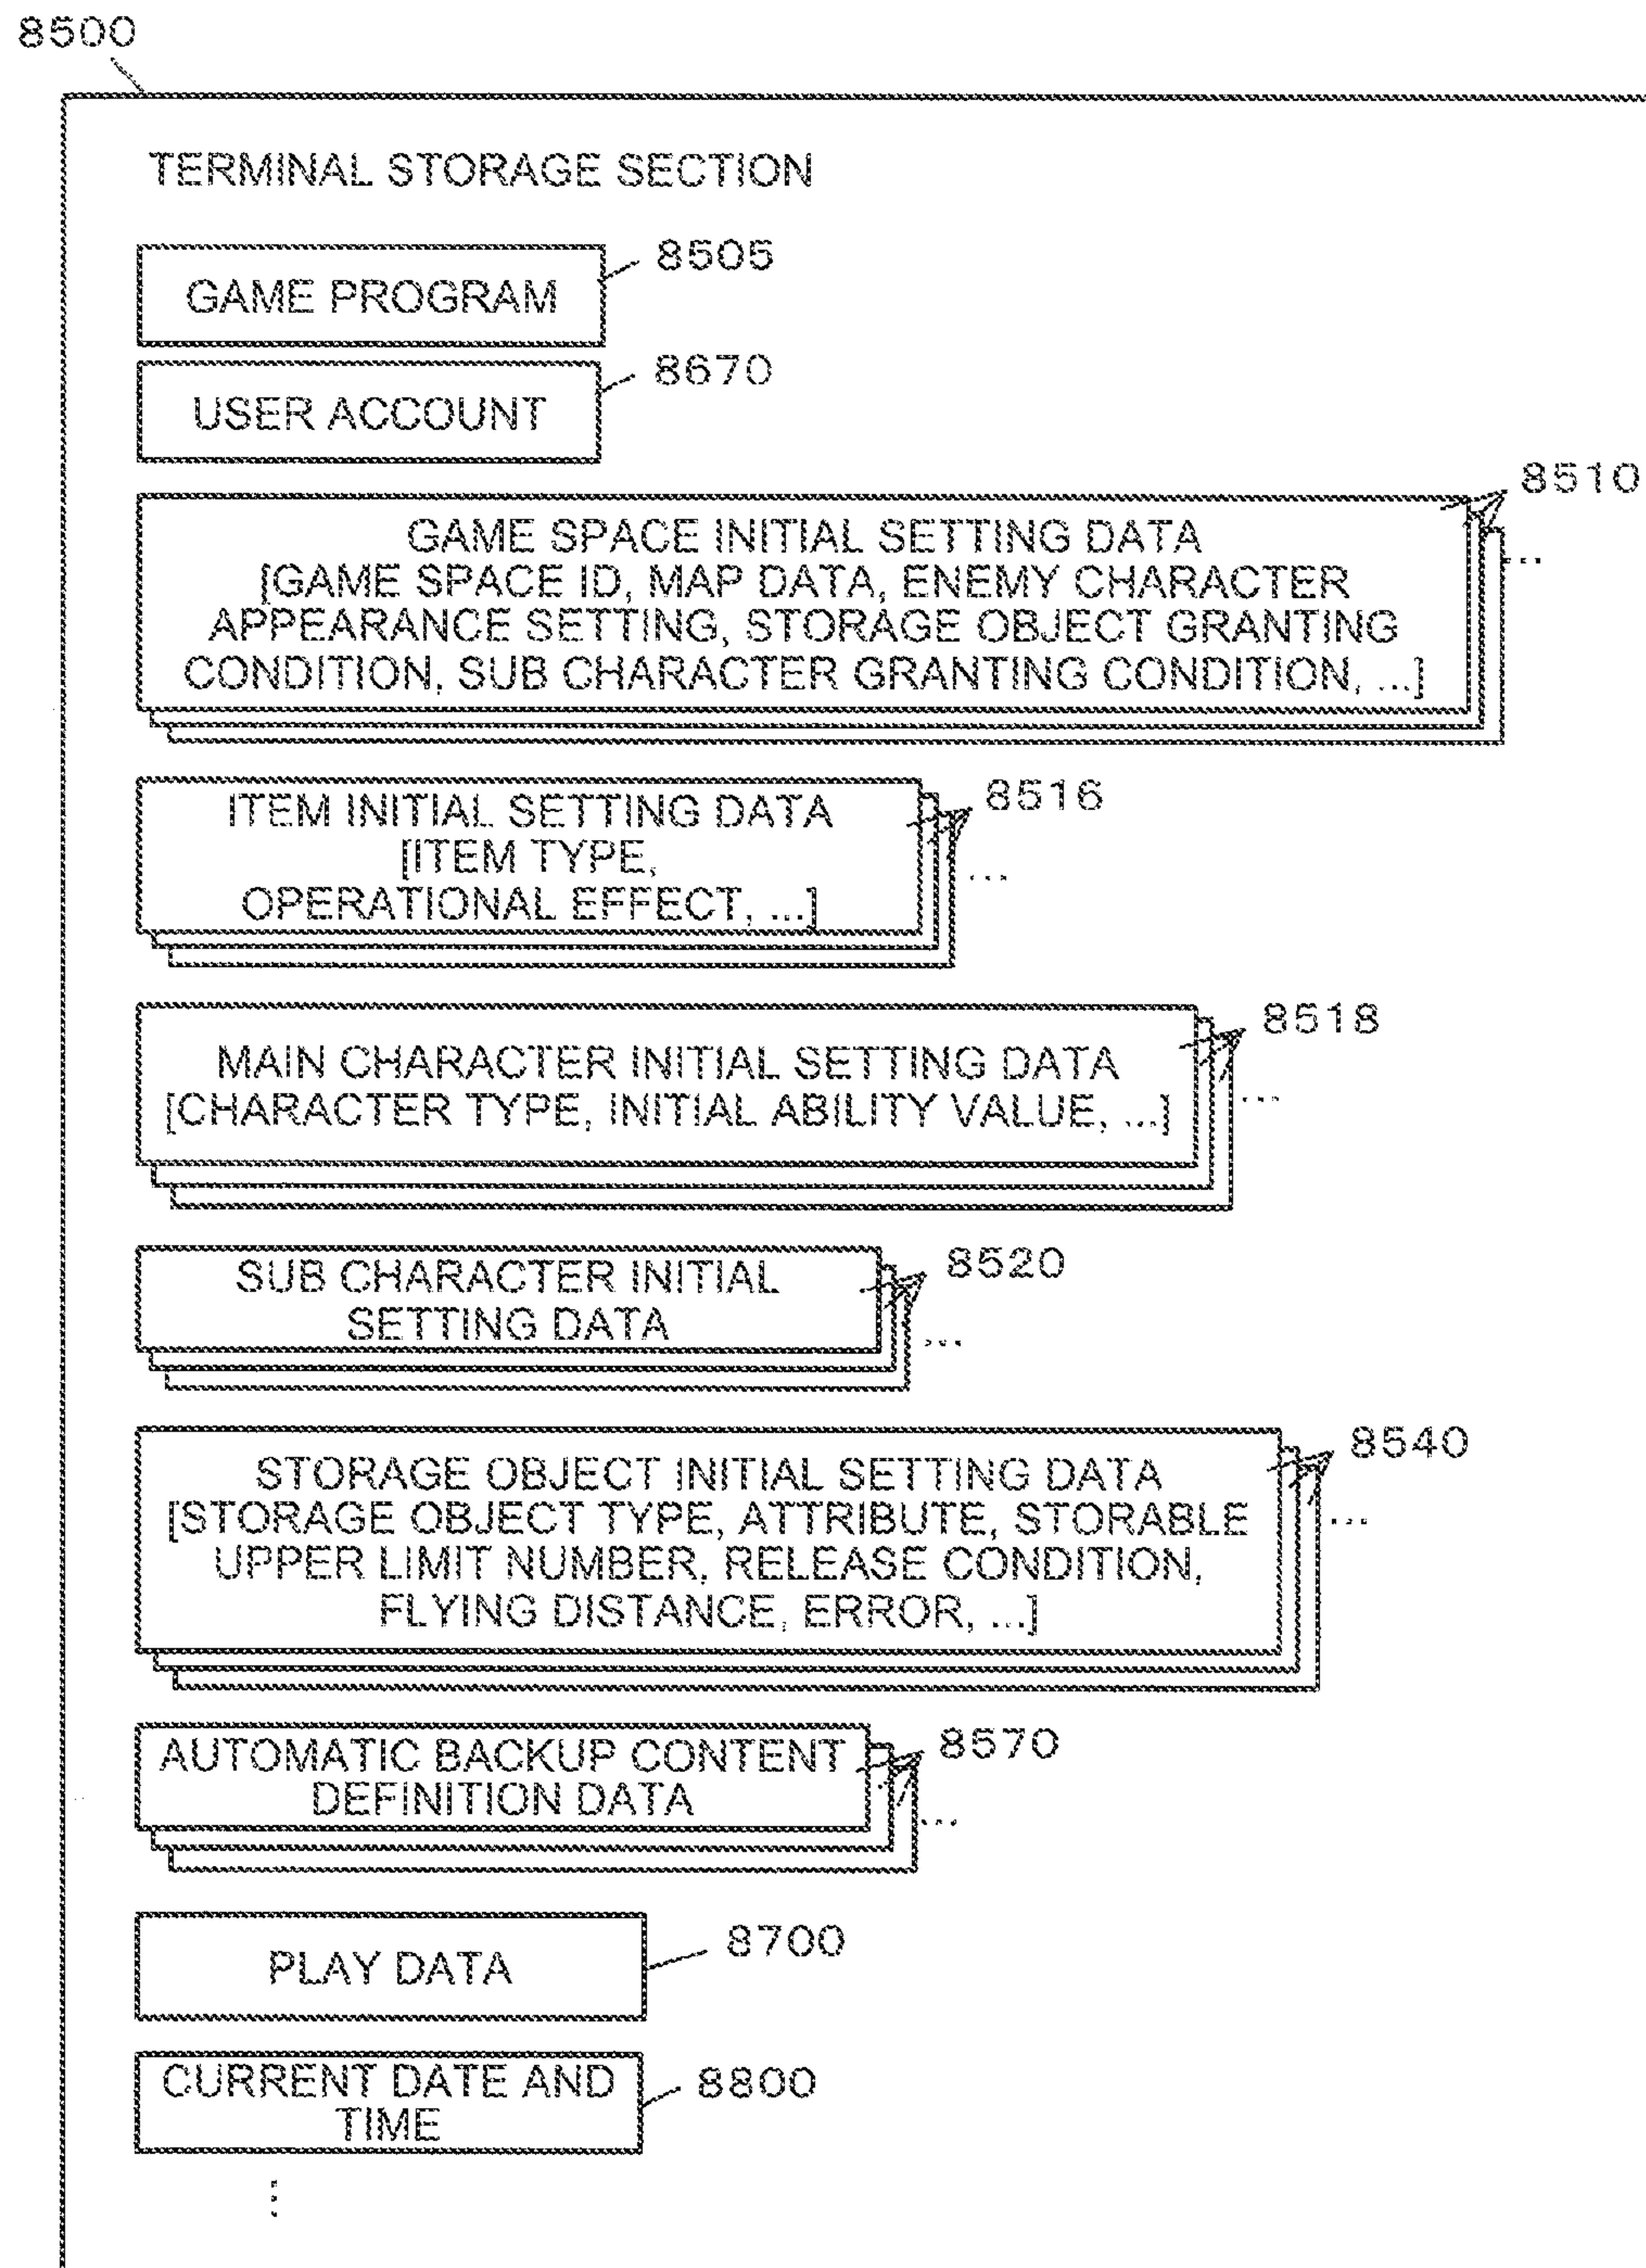 8500
TERMINAL STORAGE SECTION
8505
GAME PROGRAM
8670
USER ACCOUNT
8510
GAME SPACE INITIAL SETTING DATA
[GAME SPACE ID, MAP DATA, ENEMY CHARACTER
APPEARANCE SETTING, STORAGE OBJECT GRANTING
CONDITION, SUB CHARACTER GRANTING CONDITION, ...]
...
8516
ITEM INITIAL SETTING DATA
[ITEM TYPE,
OPERATIONAL EFFECT, ...]
...
8518
MAIN CHARACTER INITIAL SETTING DATA
[CHARACTER TYPE, INITIAL ABILITY VALUE, ...]
...
8520
SUB CHARACTER INITIAL
SETTING DATA
...
8540
STORAGE OBJECT INITIAL SETTING DATA
[STORAGE OBJECT TYPE, ATTRIBUTE, STORABLE
UPPER LIMIT NUMBER, RELEASE CONDITION,
FLYING DISTANCE, ERROR, ...]
...
8570
AUTOMATIC BACKUP CONTENT
DEFINITION DATA
...
8700
PLAY DATA
8800
CURRENT DATE AND
TIME
⋮